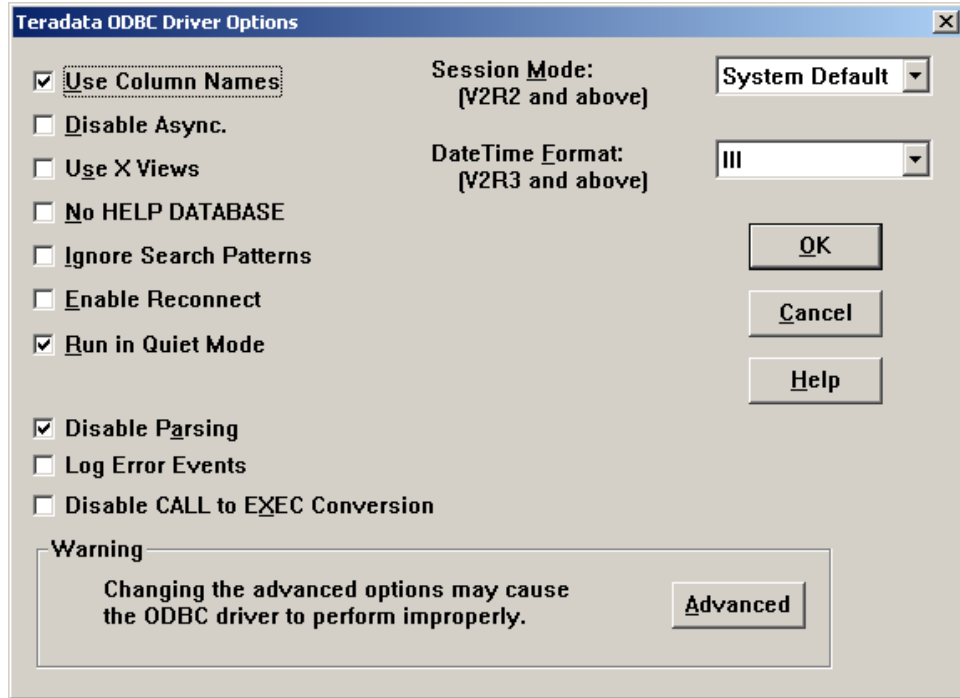 Teradata ODBC Driver Options
Use Column Names
Disable Async.
Use X Views
No HELP DATABASE
Ignore Search Patterns
Enable Reconnect
Run in Quiet Mode
Disable Parsing
Log Error Events
Disable CALL to EXEC Conversion
Session Mode:
(V2R2 and above)
System Default
DateTime Format:
(V2R3 and above)
III
OK
Cancel
Help
Warning
Changing the advanced options may cause
the ODBC driver to perform improperly.
Advanced